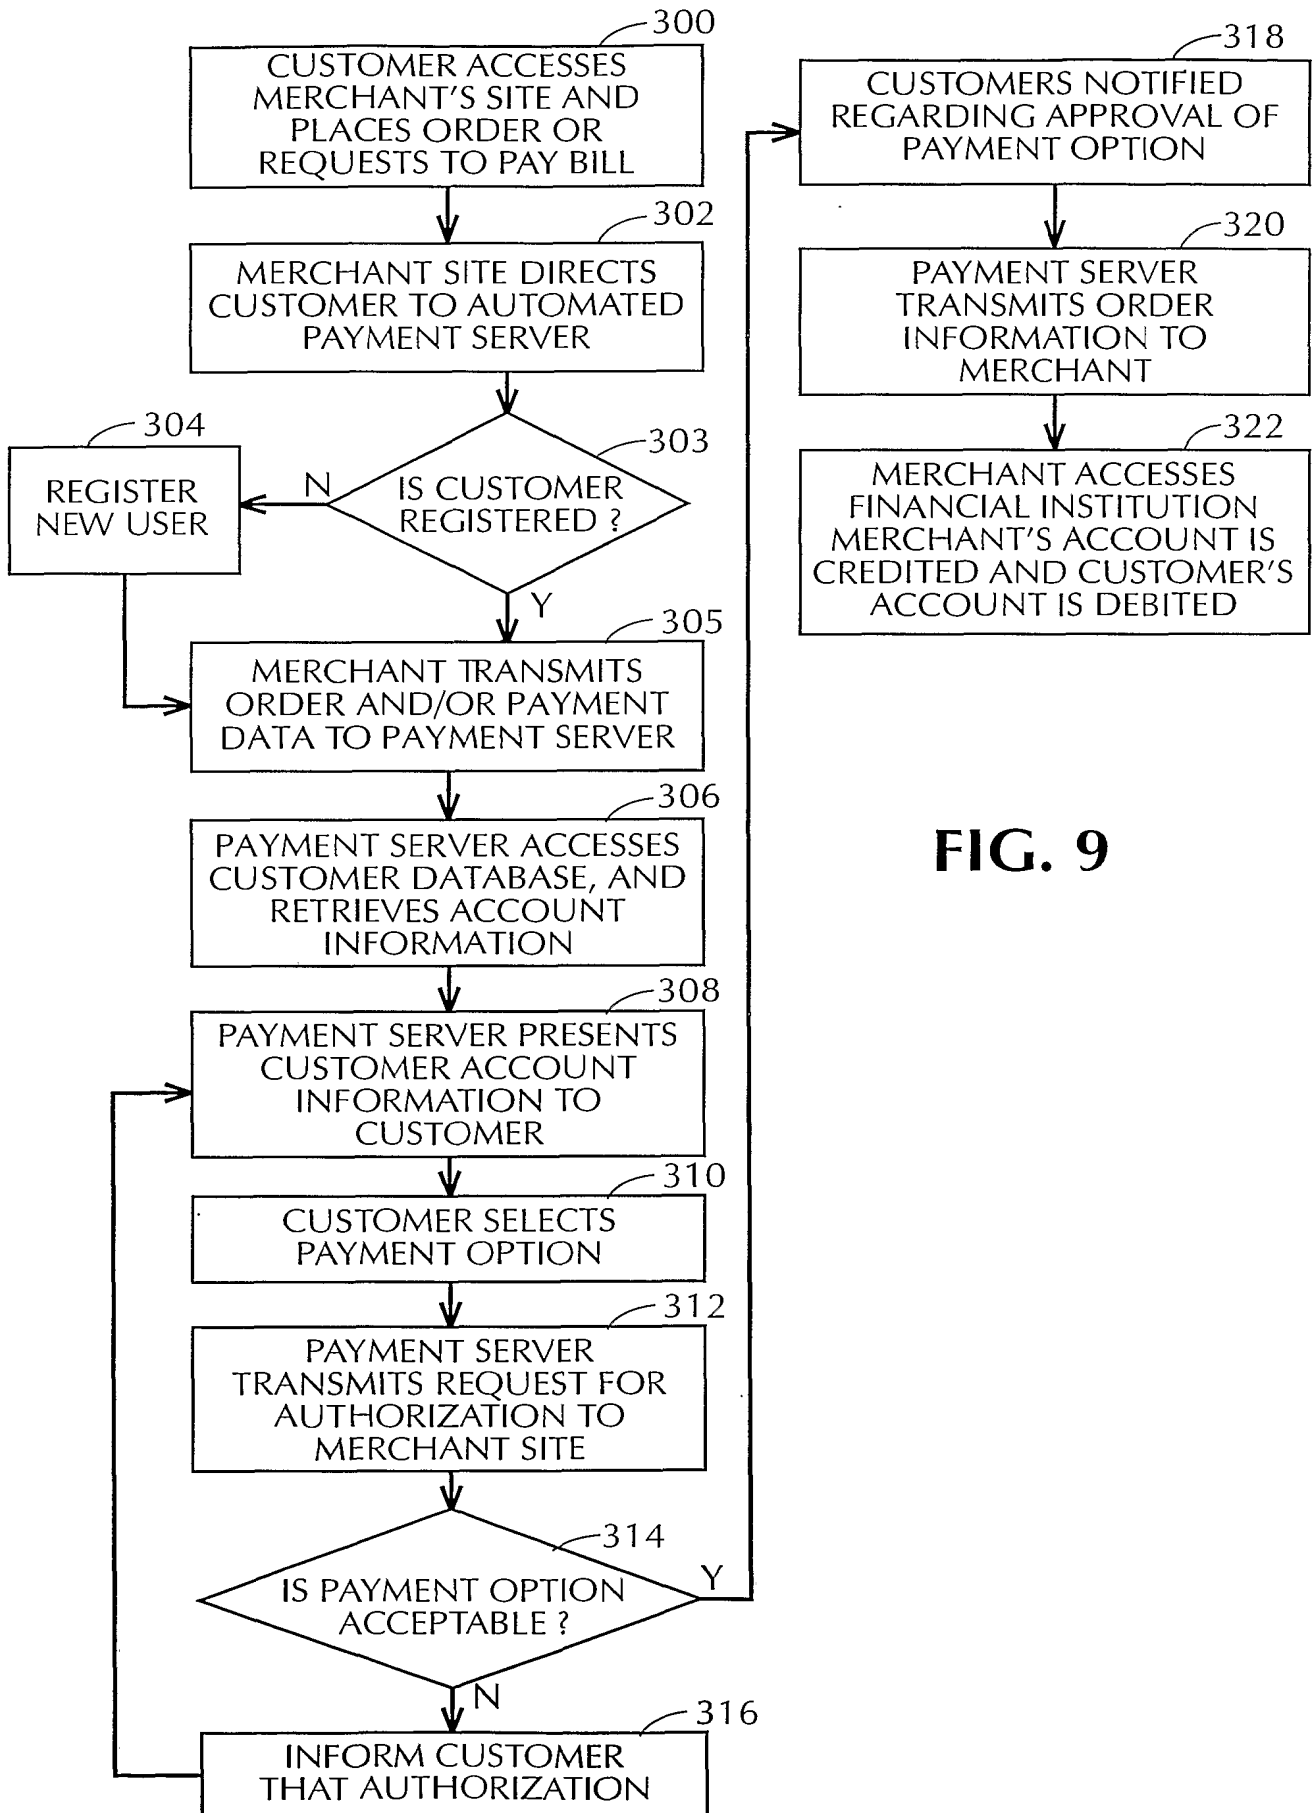 300
CUSTOMER ACCESSES
MERCHANT'S SITE AND
PLACES ORDER OR
REQUESTS TO PAY BILL
302
MERCHANT SITE DIRECTS
CUSTOMER TO AUTOMATED
PAYMENT SERVER
303
IS CUSTOMER
REGISTERED ?
N
Y
304
REGISTER
NEW USER
305
MERCHANT TRANSMITS
ORDER AND/OR PAYMENT
DATA TO PAYMENT SERVER
306
PAYMENT SERVER ACCESSES
CUSTOMER DATABASE, AND
RETRIEVES ACCOUNT
INFORMATION
308
PAYMENT SERVER PRESENTS
CUSTOMER ACCOUNT
INFORMATION TO
CUSTOMER
310
CUSTOMER SELECTS
PAYMENT OPTION
312
PAYMENT SERVER
TRANSMITS REQUEST FOR
AUTHORIZATION TO
MERCHANT SITE
314
IS PAYMENT OPTION
ACCEPTABLE ?
Y
N
316
INFORM CUSTOMER
THAT AUTHORIZATION
318
CUSTOMERS NOTIFIED
REGARDING APPROVAL OF
PAYMENT OPTION
320
PAYMENT SERVER
TRANSMITS ORDER
INFORMATION TO
MERCHANT
322
MERCHANT ACCESSES
FINANCIAL INSTITUTION
MERCHANT'S ACCOUNT IS
CREDITED AND CUSTOMER'S
ACCOUNT IS DEBITED
FIG. 9